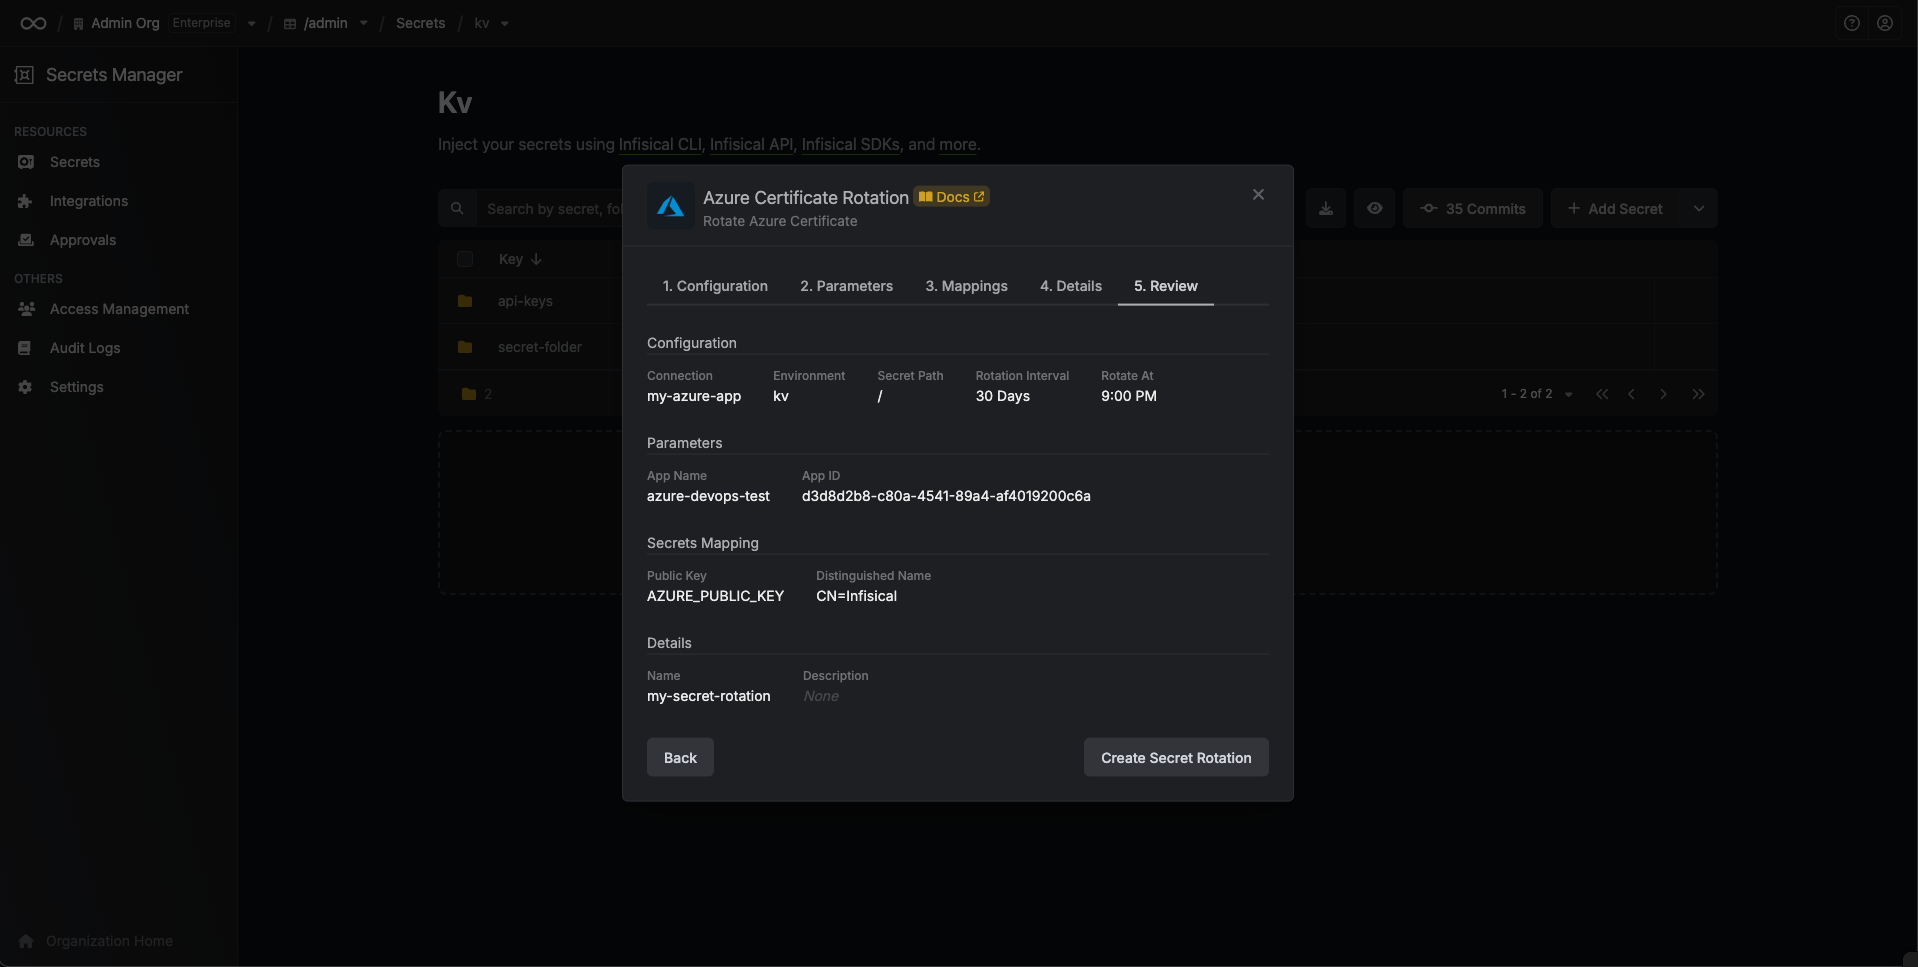 Admin Org Enterprise / /admin / Secrets / kv
Secrets Manager
RESOURCES
Secrets
Integrations
Approvals
OTHERS
Access Management
Audit Logs
Settings
Organization Home
Kv
Inject your secrets using Infisical CLI, Infisical API, Infisical SDKs, and more.
Search by secret, fol
35 Commits
+ Add Secret
Key
api-keys
secret-folder
2
1 - 2 of 2
Azure Certificate Rotation Docs
Rotate Azure Certificate
1. Configuration 2. Parameters 3. Mappings 4. Details 5. Review
Configuration
Connection Environment Secret Path Rotation Interval Rotate At
my-azure-app kv / 30 Days 9:00 PM
Parameters
App Name App ID
azure-devops-test d3d8d2b8-c80a-4541-89a4-af4019200c6a
Secrets Mapping
Public Key Distinguished Name
AZURE_PUBLIC_KEY CN=Infisical
Details
Name Description
my-secret-rotation None
Back Create Secret Rotation